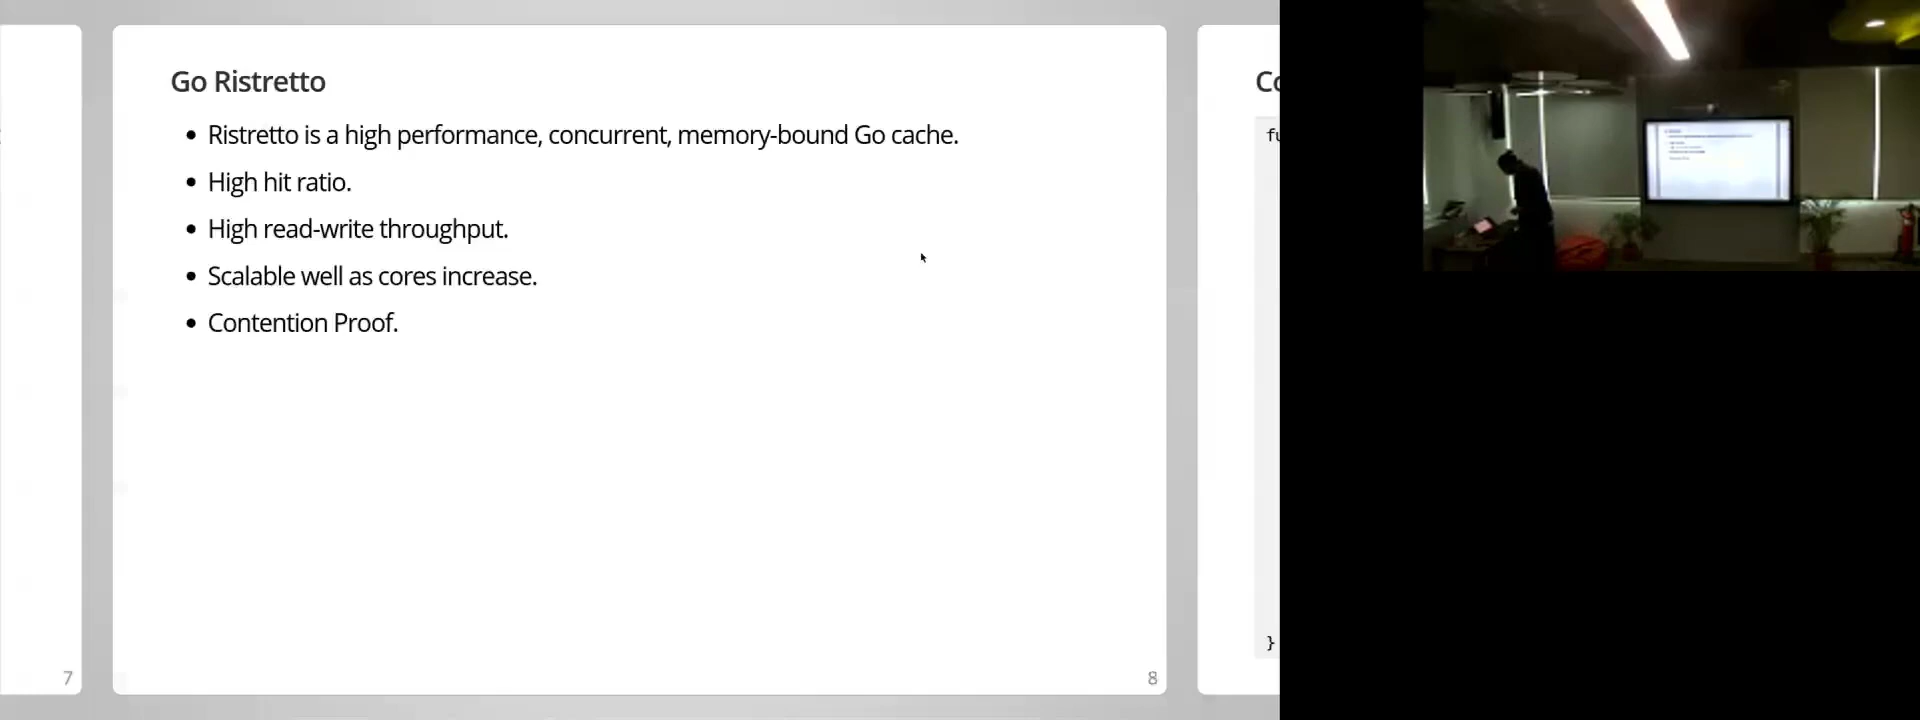 Go Ristretto
• Ristretto is a high performance, concurrent, memory-bound Go cache.
• High hit ratio.
• High read-write throughput.
• Scalable well as cores increase.
• Contention Proof.
7
8
}